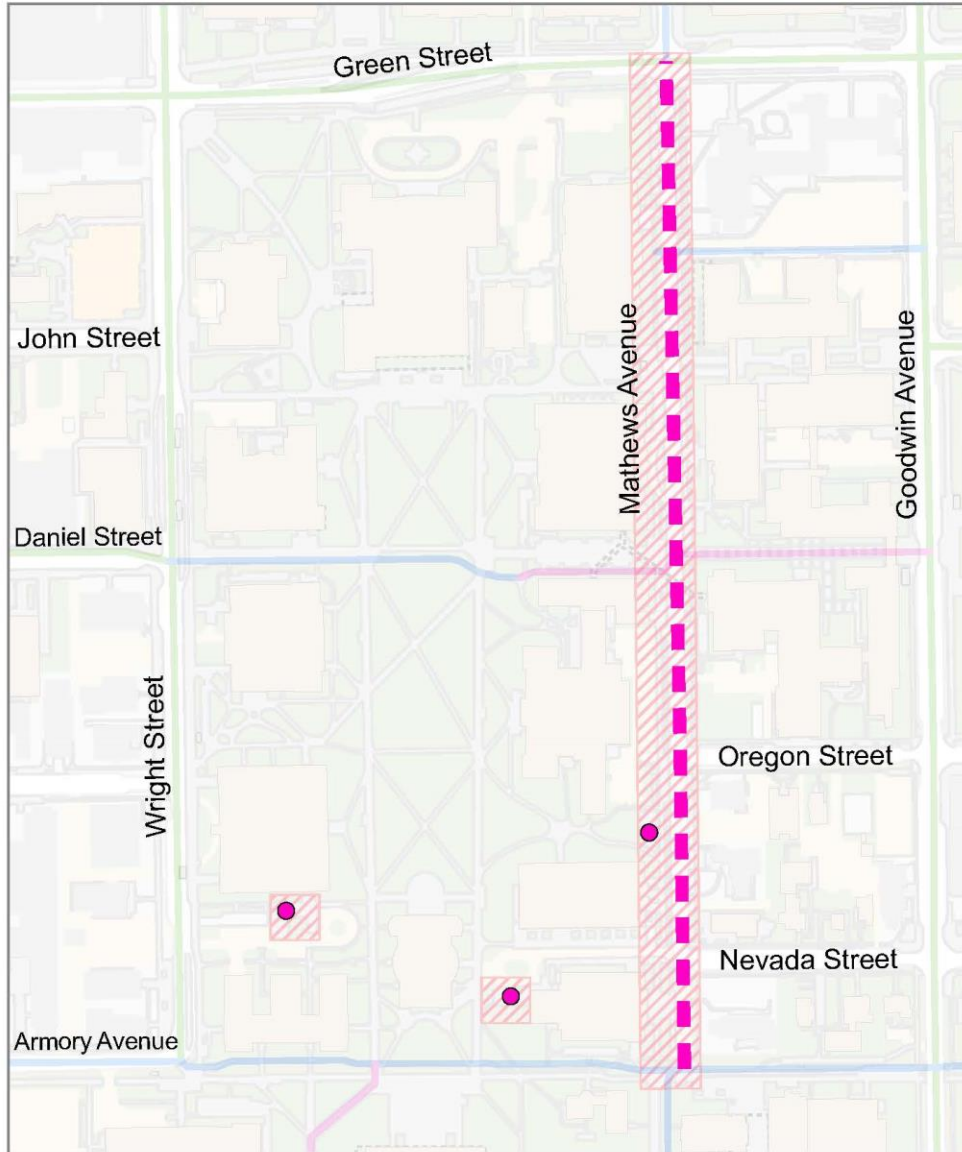 Green Street
John Street
Mathews Avenue
Goodwin Avenue
Daniel Street
Wright Street
Oregon Street
Nevada Street
Armory Avenue